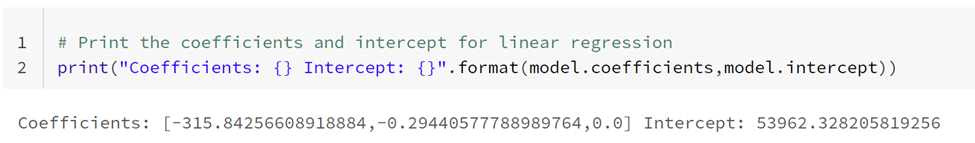 1 # Print the coefficients and intercept for linear regression
2 print("Coefficients: {} Intercept: {}".format(model.coefficients,model.intercept))
Coefficients: [-315.84256608918884,-0.29440577788989764,0.0] Intercept: 53962.328205819256